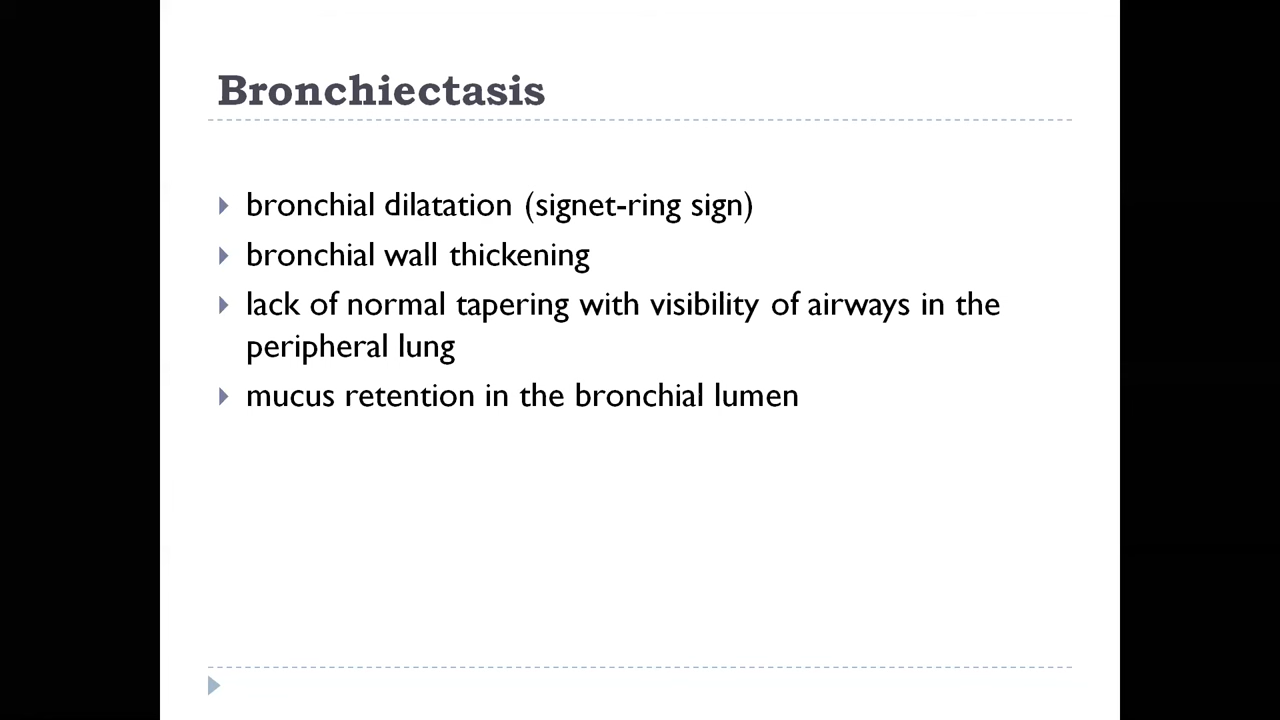 Bronchiectasis
bronchial dilatation (signet-ring sign)
bronchial wall thickening
lack of normal tapering with visibility of airways in the
peripheral lung
mucus retention in the bronchial lumen